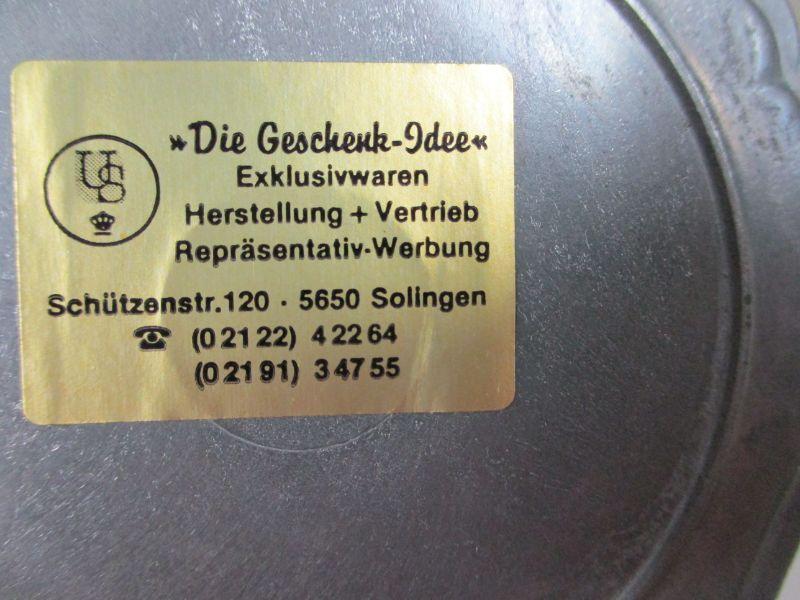 US
»Die Geschenk-Idee«
Exklusivwaren
Herstellung + Vertrieb
Repräsentativ-Werbung
Schützenstr.120 · 5650 Solingen
☎ (0 21 22) 4 22 64
(0 21 91) 3 47 55